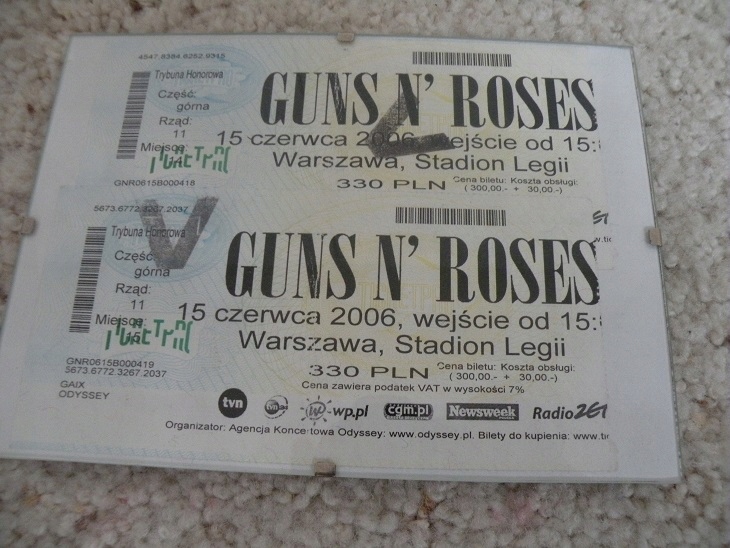 4547.8384.6252.9315
Trybuna Honorowa
Część:
górna
Rząd:
11
Miejsce:
14
GNR0615B000418
GUNS N' ROSES
15 czerwca 2006, wejście od 15:
Warszawa, Stadion Legii
330 PLN
Cena biletu: Koszta obsługi:
( 300,00.- + 30,00.-)
5673.6772.3267.2037
Trybuna Honorowa
Część:
górna
Rząd:
11
Miejsce:
15
GNR0615B000419
5673.6772.3267.2037
GAIX
ODYSSEY
GUNS N' ROSES
15 czerwca 2006, wejście od 15:
Warszawa, Stadion Legii
330 PLN
Cena biletu: Koszta obsługi:
( 300,00.- + 30,00.-)
Cena zawiera podatek VAT w wysokości 7%
tvn
wp.pl
cgm.pl
Newsweek
Radio ZET
Organizator: Agencja Koncertowa Odyssey: www.odyssey.pl. Bilety do kupienia: www.tic